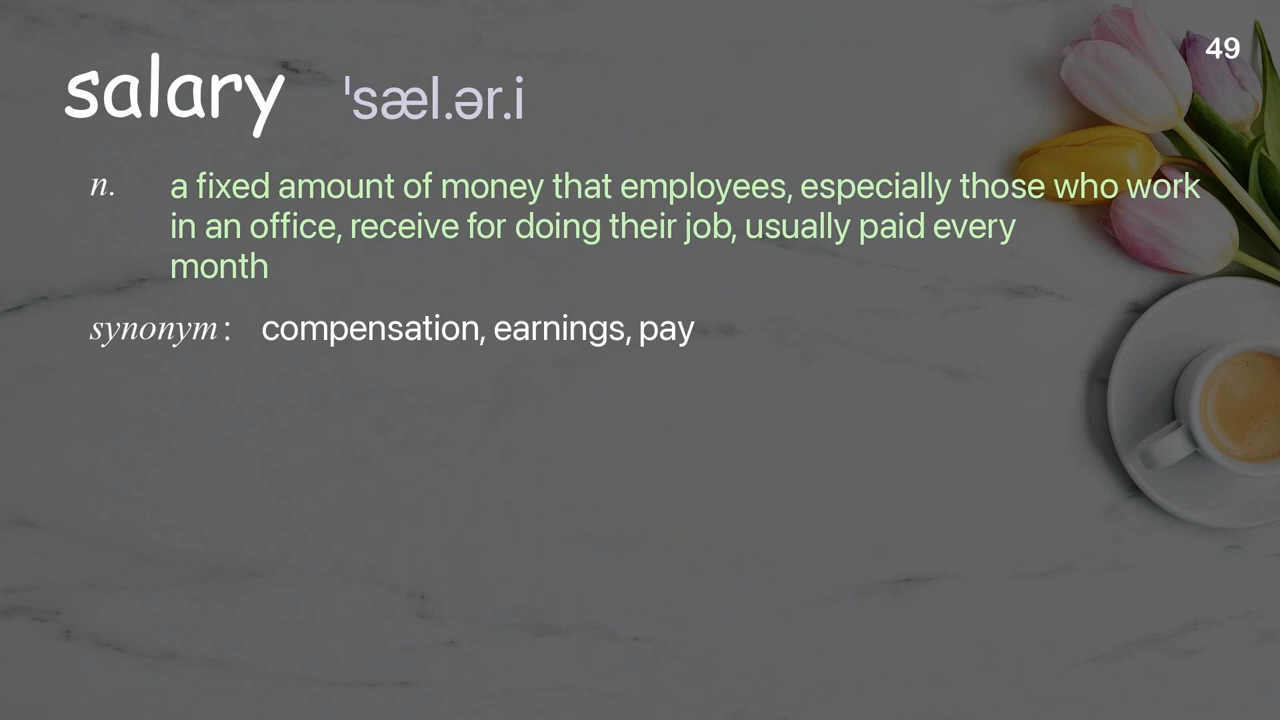 49
salary ˈsæl.ər.i
n. a fixed amount of money that employees, especially those who work
in an office, receive for doing their job, usually paid every
month
synonym: compensation, earnings, pay